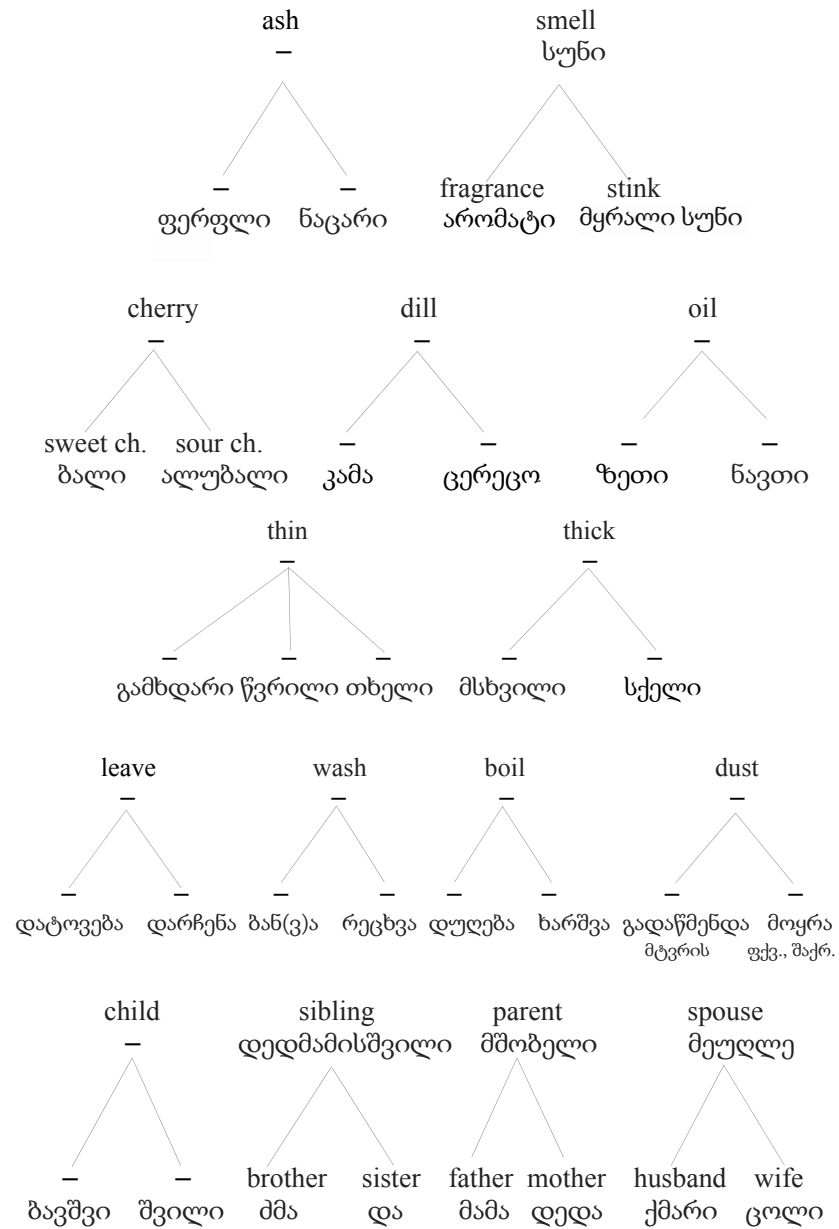 ash smell
– სუნი
– – fragrance stink
ფერფლი ნაცარი არომატი მყრალი სუნი
cherry dill oil
– – –
sweet ch. sour ch. – – – –
ბალი ალუბალი კამა ცერეცო ზეთი ნავთი
thin thick
– –
– – – – –
გამხდარი წვრილი თხელი მსხვილი სქელი
leave wash boil dust
– – – –
– – – – – – – –
დატოვება დარჩენა ბან(ვ)ა რეცხვა დუღება ხარშვა გადაწმენდა მოყრა
მტვრის ფქვ., შაქრ.
child sibling parent spouse
– დედმამისშვილი მშობელი მეუღლე
– – brother sister father mother husband wife
ბავშვი შვილი ძმა და მამა დედა ქმარი ცოლი